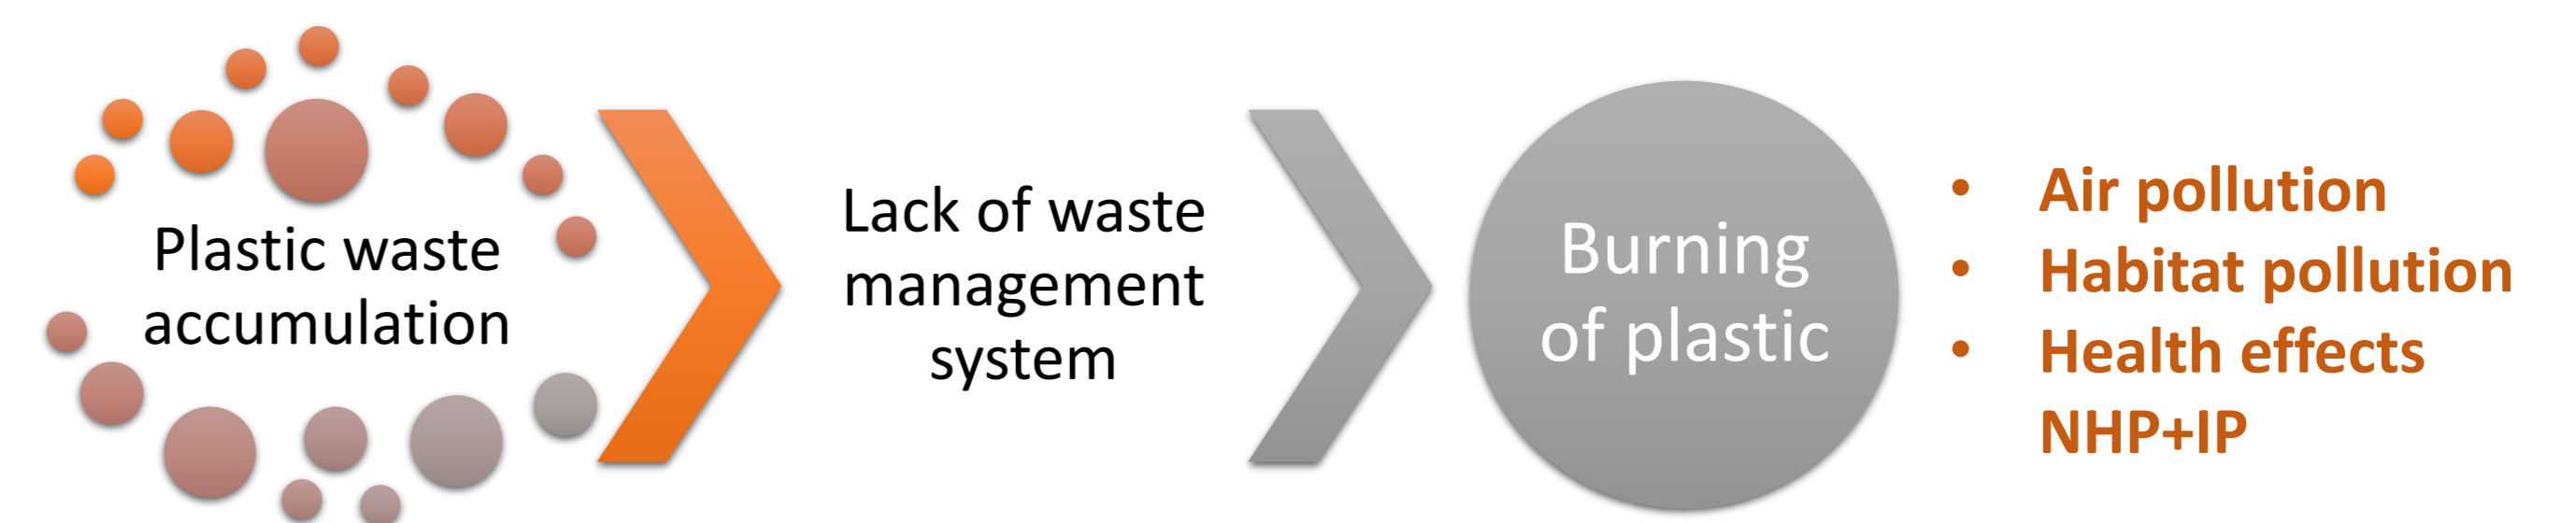 Plastic waste
accumulation
Lack of waste
management
system
Burning
of plastic
• Air pollution
• Habitat pollution
• Health effects
NHP+IP